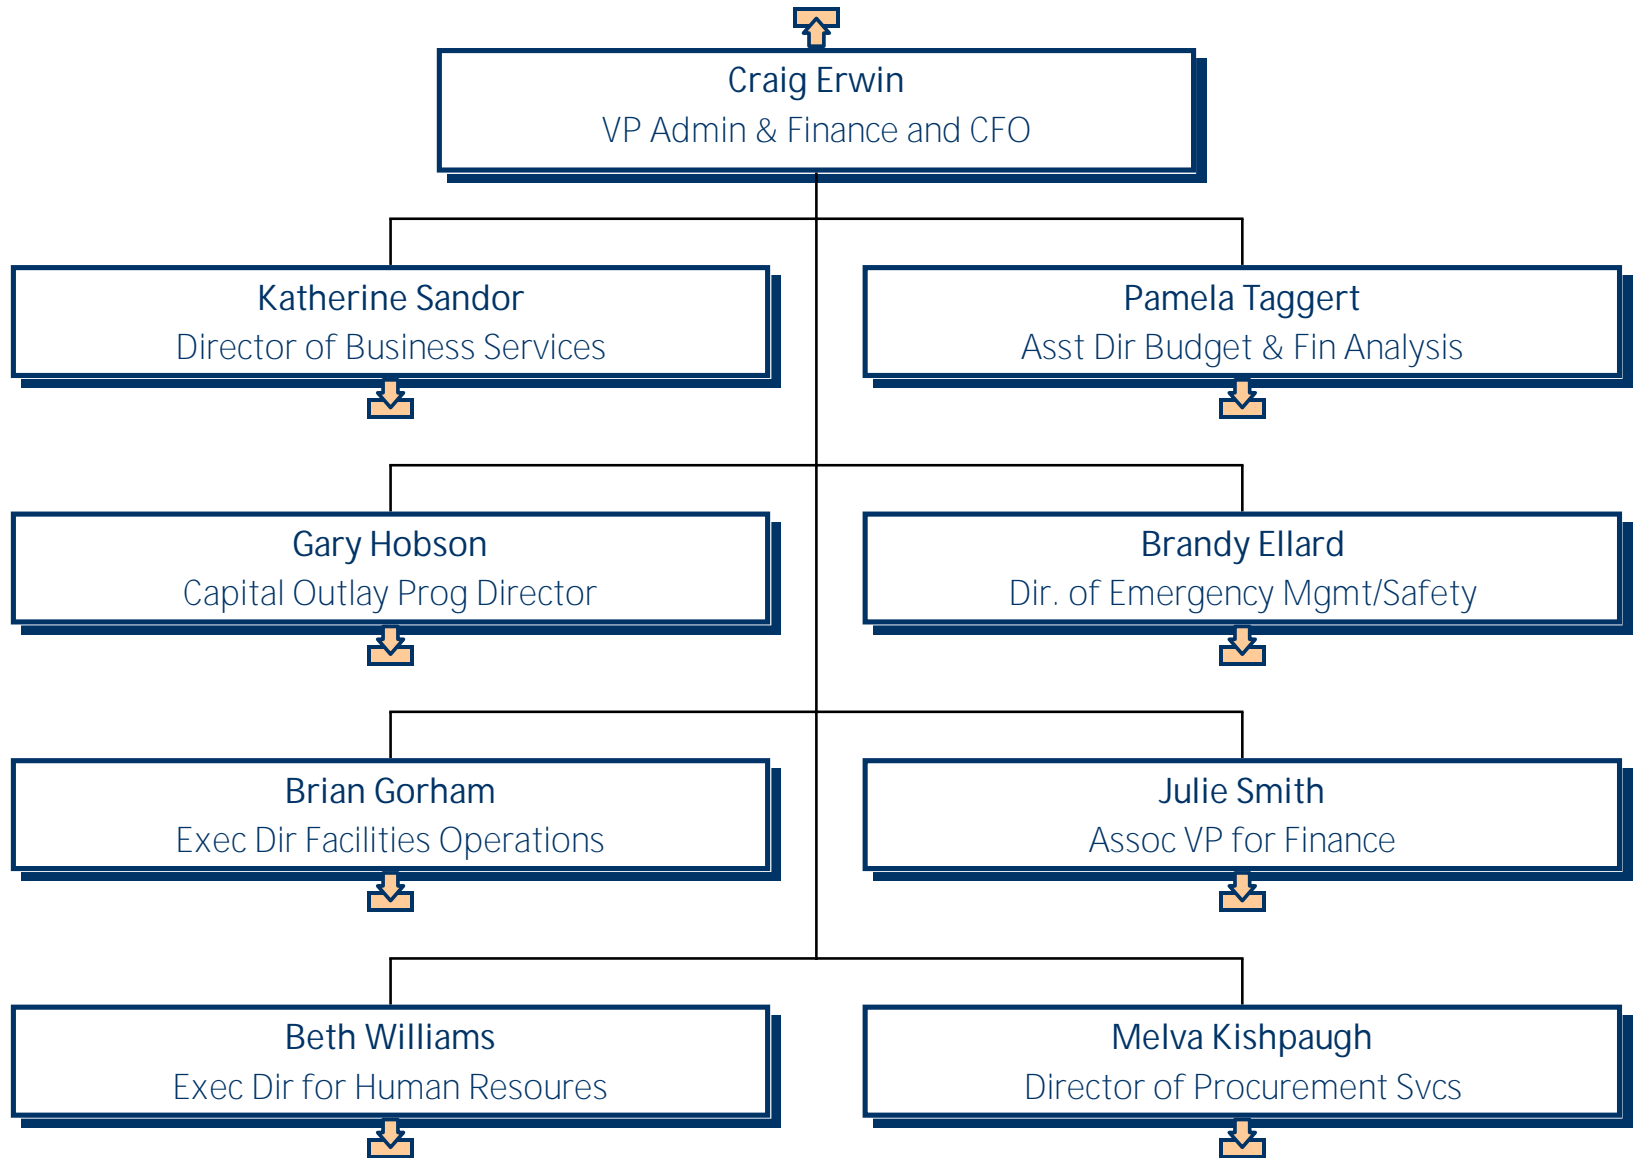 Craig Erwin
VP Admin & Finance and CFO
Katherine Sandor
Director of Business Services
Pamela Taggert
Asst Dir Budget & Fin Analysis
Gary Hobson
Capital Outlay Prog Director
Brandy Ellard
Dir. of Emergency Mgmt/Safety
Brian Gorham
Exec Dir Facilities Operations
Julie Smith
Assoc VP for Finance
Beth Williams
Exec Dir for Human Resoures
Melva Kishpaugh
Director of Procurement Svcs